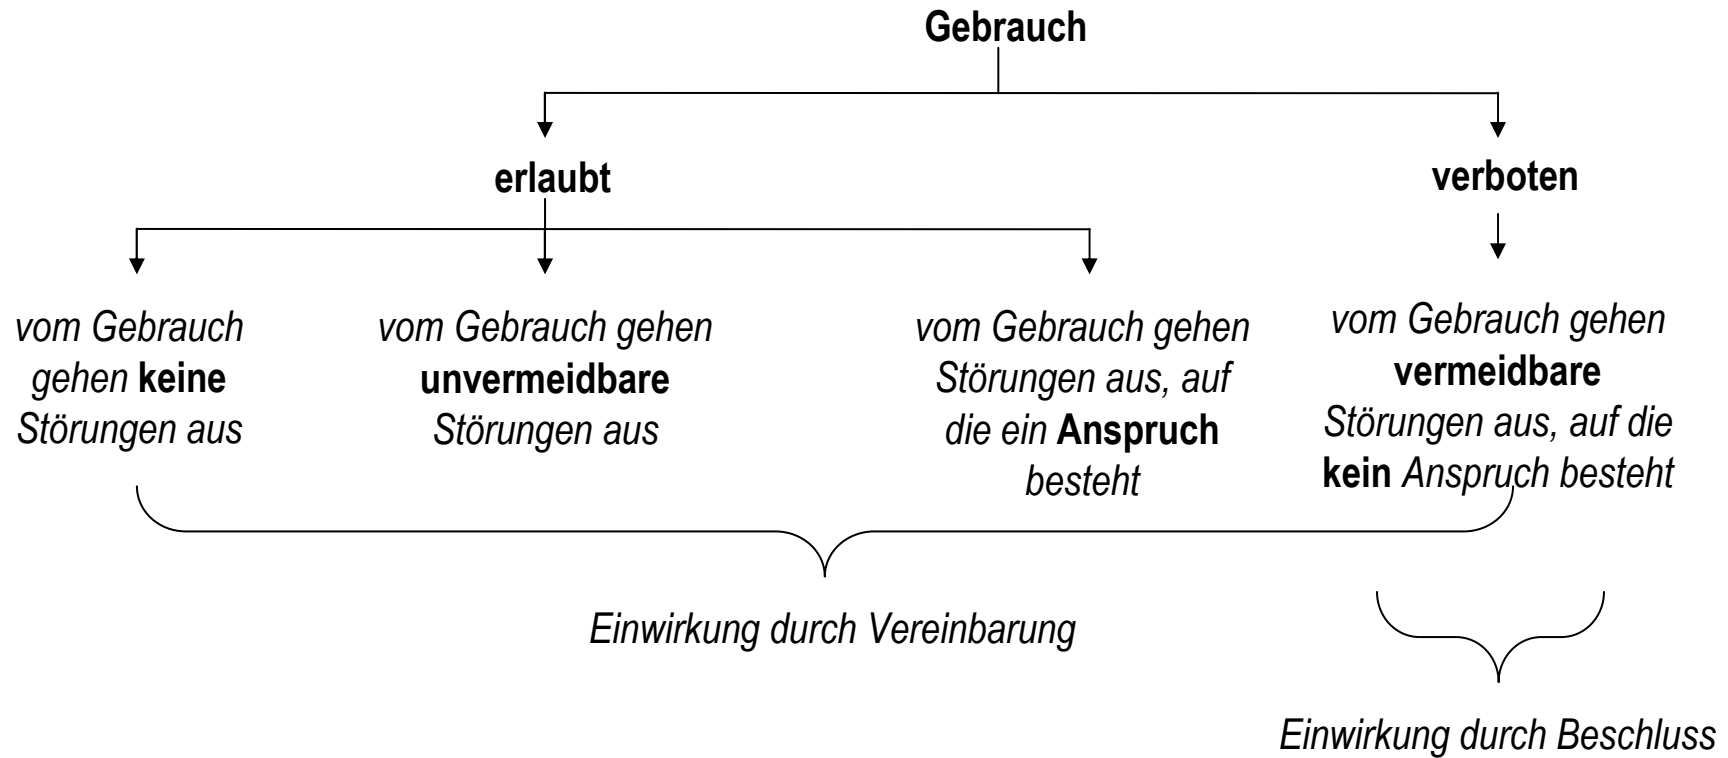 Gebrauch
erlaubt
verboten
vom Gebrauch
gehen keine
Störungen aus
vom Gebrauch gehen
unvermeidbare
Störungen aus
vom Gebrauch gehen
Störungen aus, auf
die ein Anspruch
besteht
vom Gebrauch gehen
vermeidbare
Störungen aus, auf die
kein Anspruch besteht
Einwirkung durch Vereinbarung
Einwirkung durch Beschluss